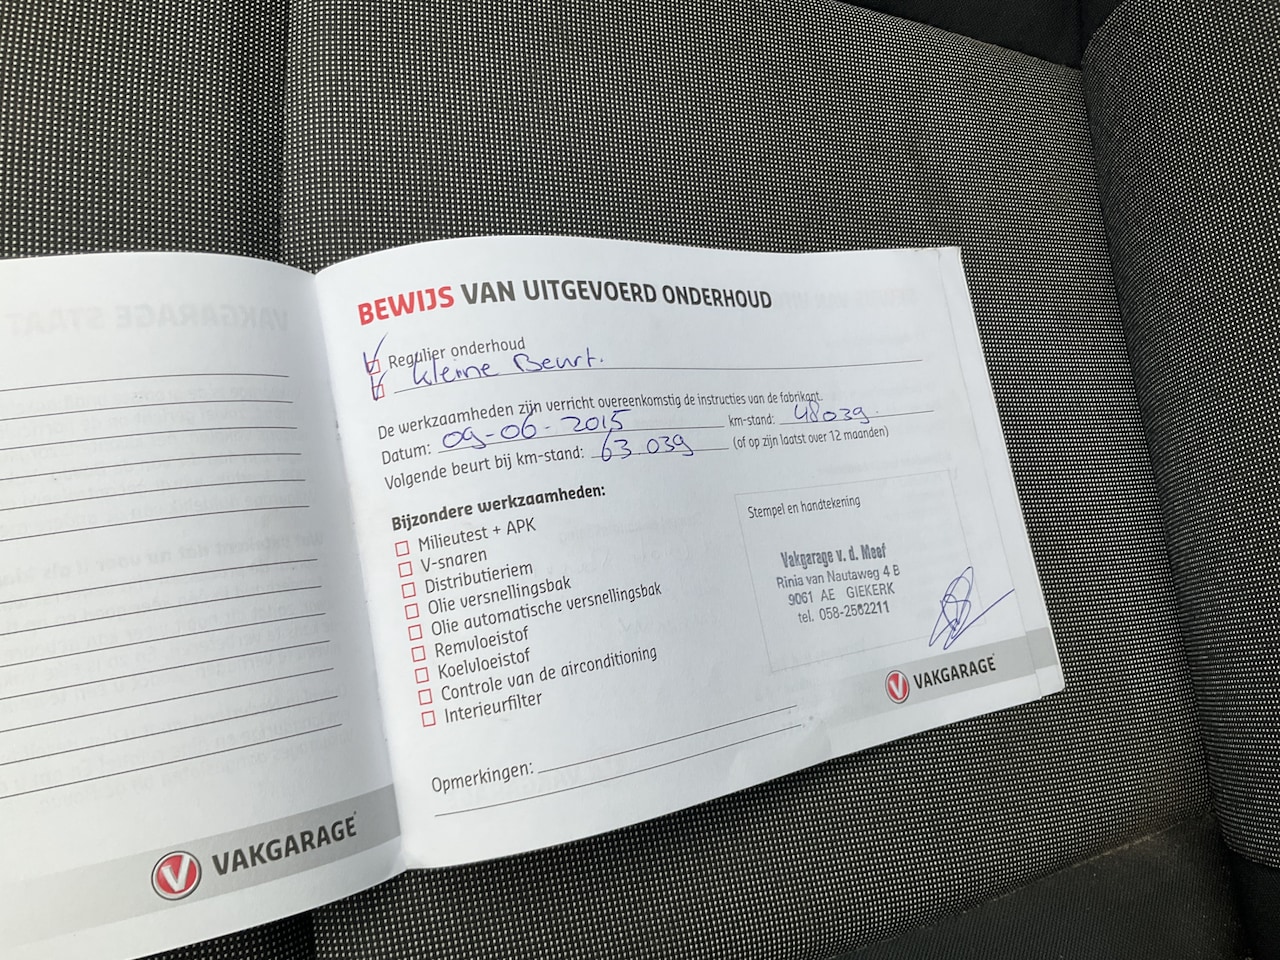 BEWIJS VAN UITGEVOERD ONDERHOUD
Regulier onderhoud
Kleine Beurt.
De werkzaamheden zijn verricht overeenkomstig de instructies van de fabrikant.
Datum: 09-06-2015 km-stand: 48039.
Volgende beurt bij km-stand: 63 039 (of op zijn laatst over 12 maanden)
Bijzondere werkzaamheden:
Milieutest + APK
V-snaren
Distributieriem
Olie versnellingsbak
Olie automatische versnellingsbak
Remvloeistof
Koelvloeistof
Controle van de airconditioning
Interieurfilter
Opmerkingen:
Stempel en handtekening
Vakgarage v. d. Meef
Rinia van Nautaweg 4 B
9061 AE GIEKERK
tel. 058-2562211
VAKGARAGE
VAKGARAGE